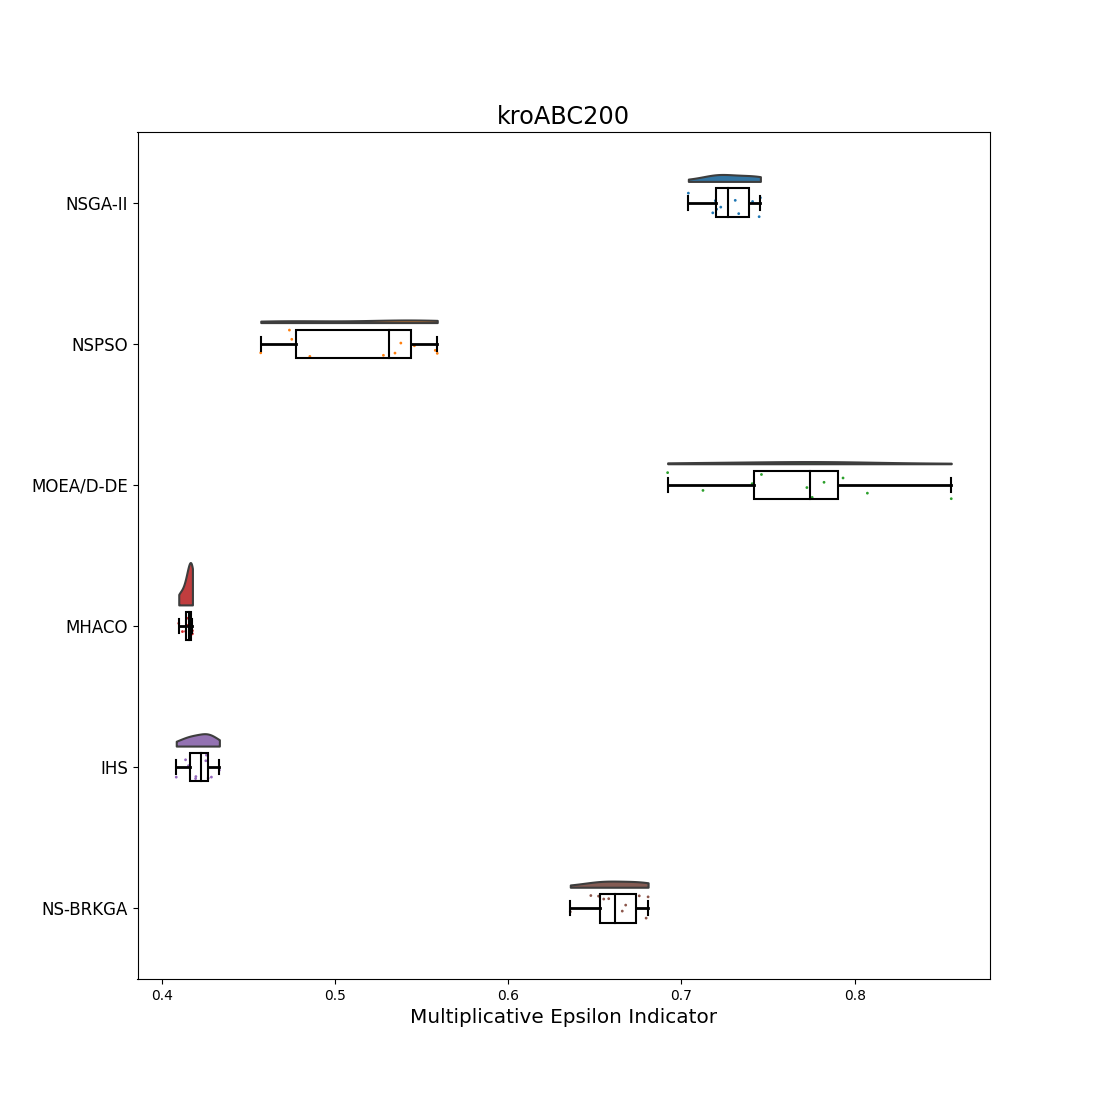 kroABC200
NSGA-II
NSPSO
MOEA/D-DE
MHACO
IHS
NS-BRKGA
0.4 0.5 0.6 0.7 0.8
Multiplicative Epsilon Indicator